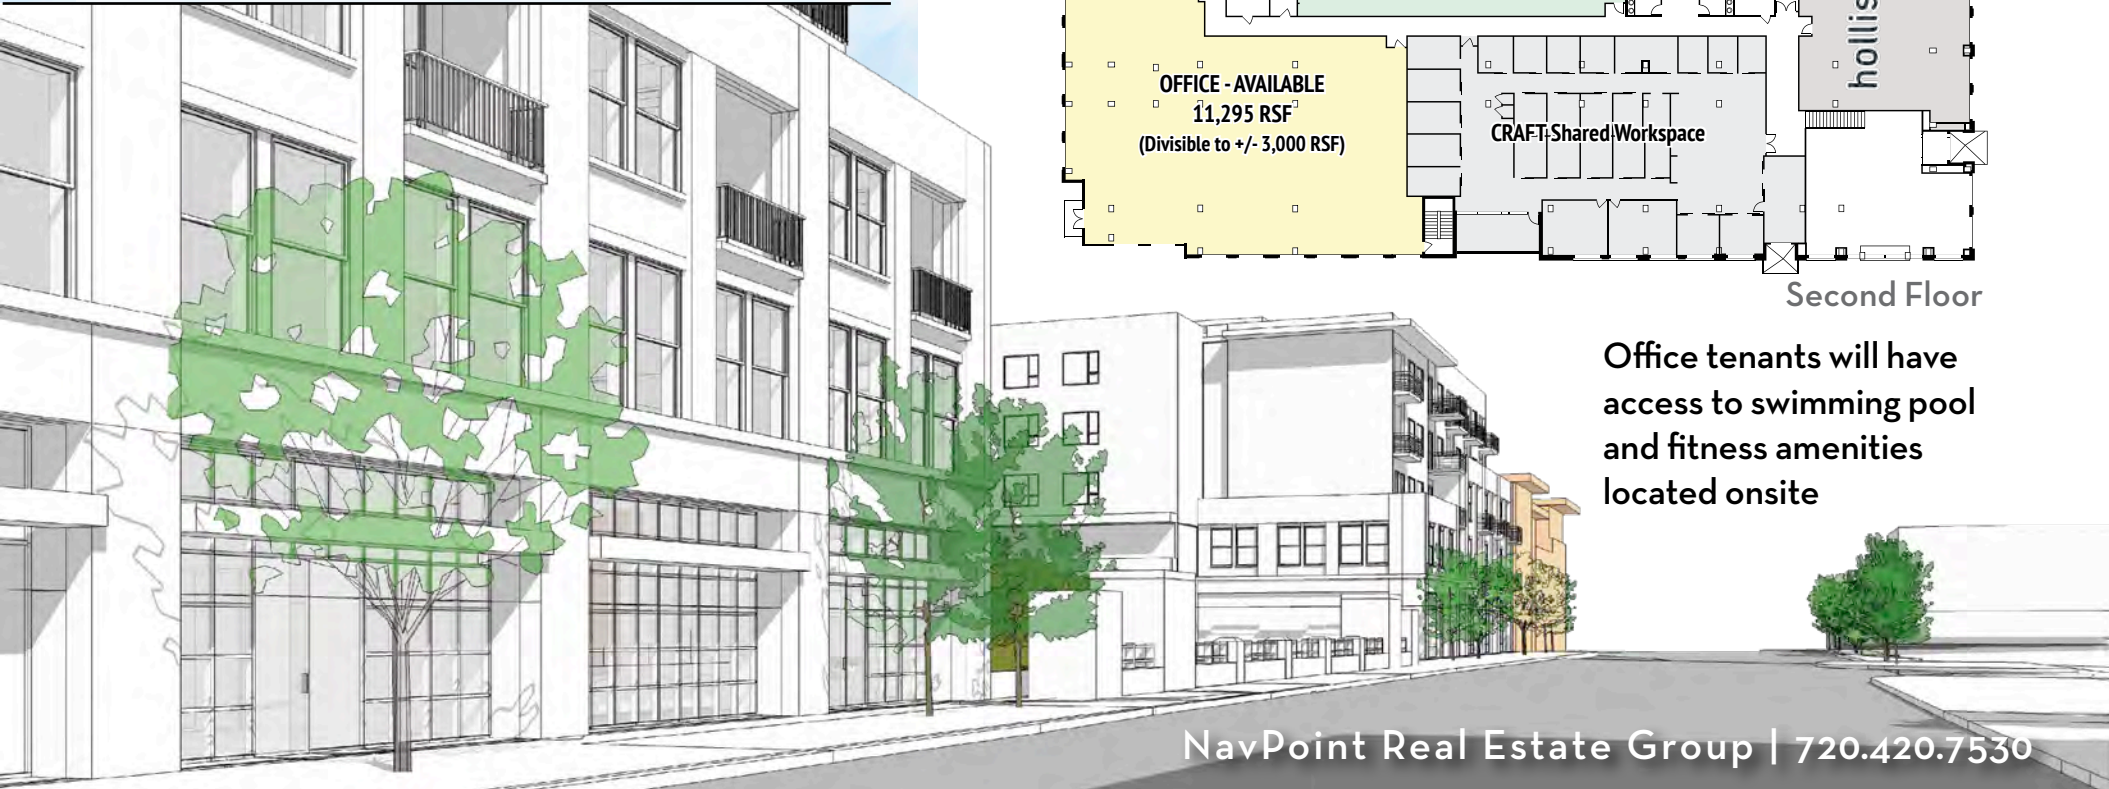 OFFICE - AVAILABLE
11,295 RSF
(Divisible to +/- 3,000 RSF)
CRAFT Shared Workspace
hollis
Second Floor
Office tenants will have
access to swimming pool
and fitness amenities
located onsite
NavPoint Real Estate Group | 720.420.7530